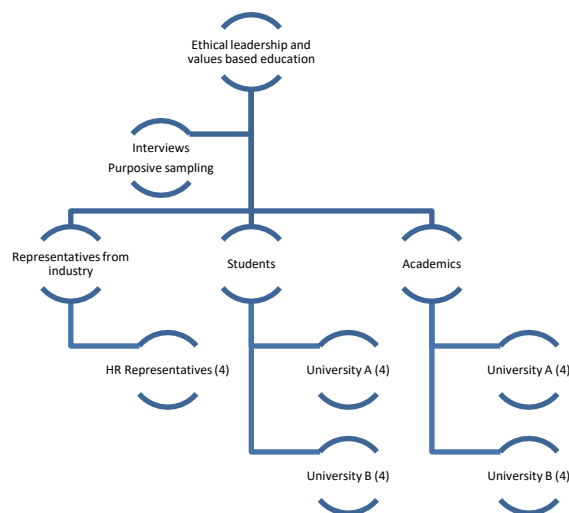 Ethical leadership and
values based education
Interviews
Purposive sampling
Representatives from
industry
Students
Academics
HR Representatives (4)
University A (4)
University A (4)
University B (4)
University B (4)